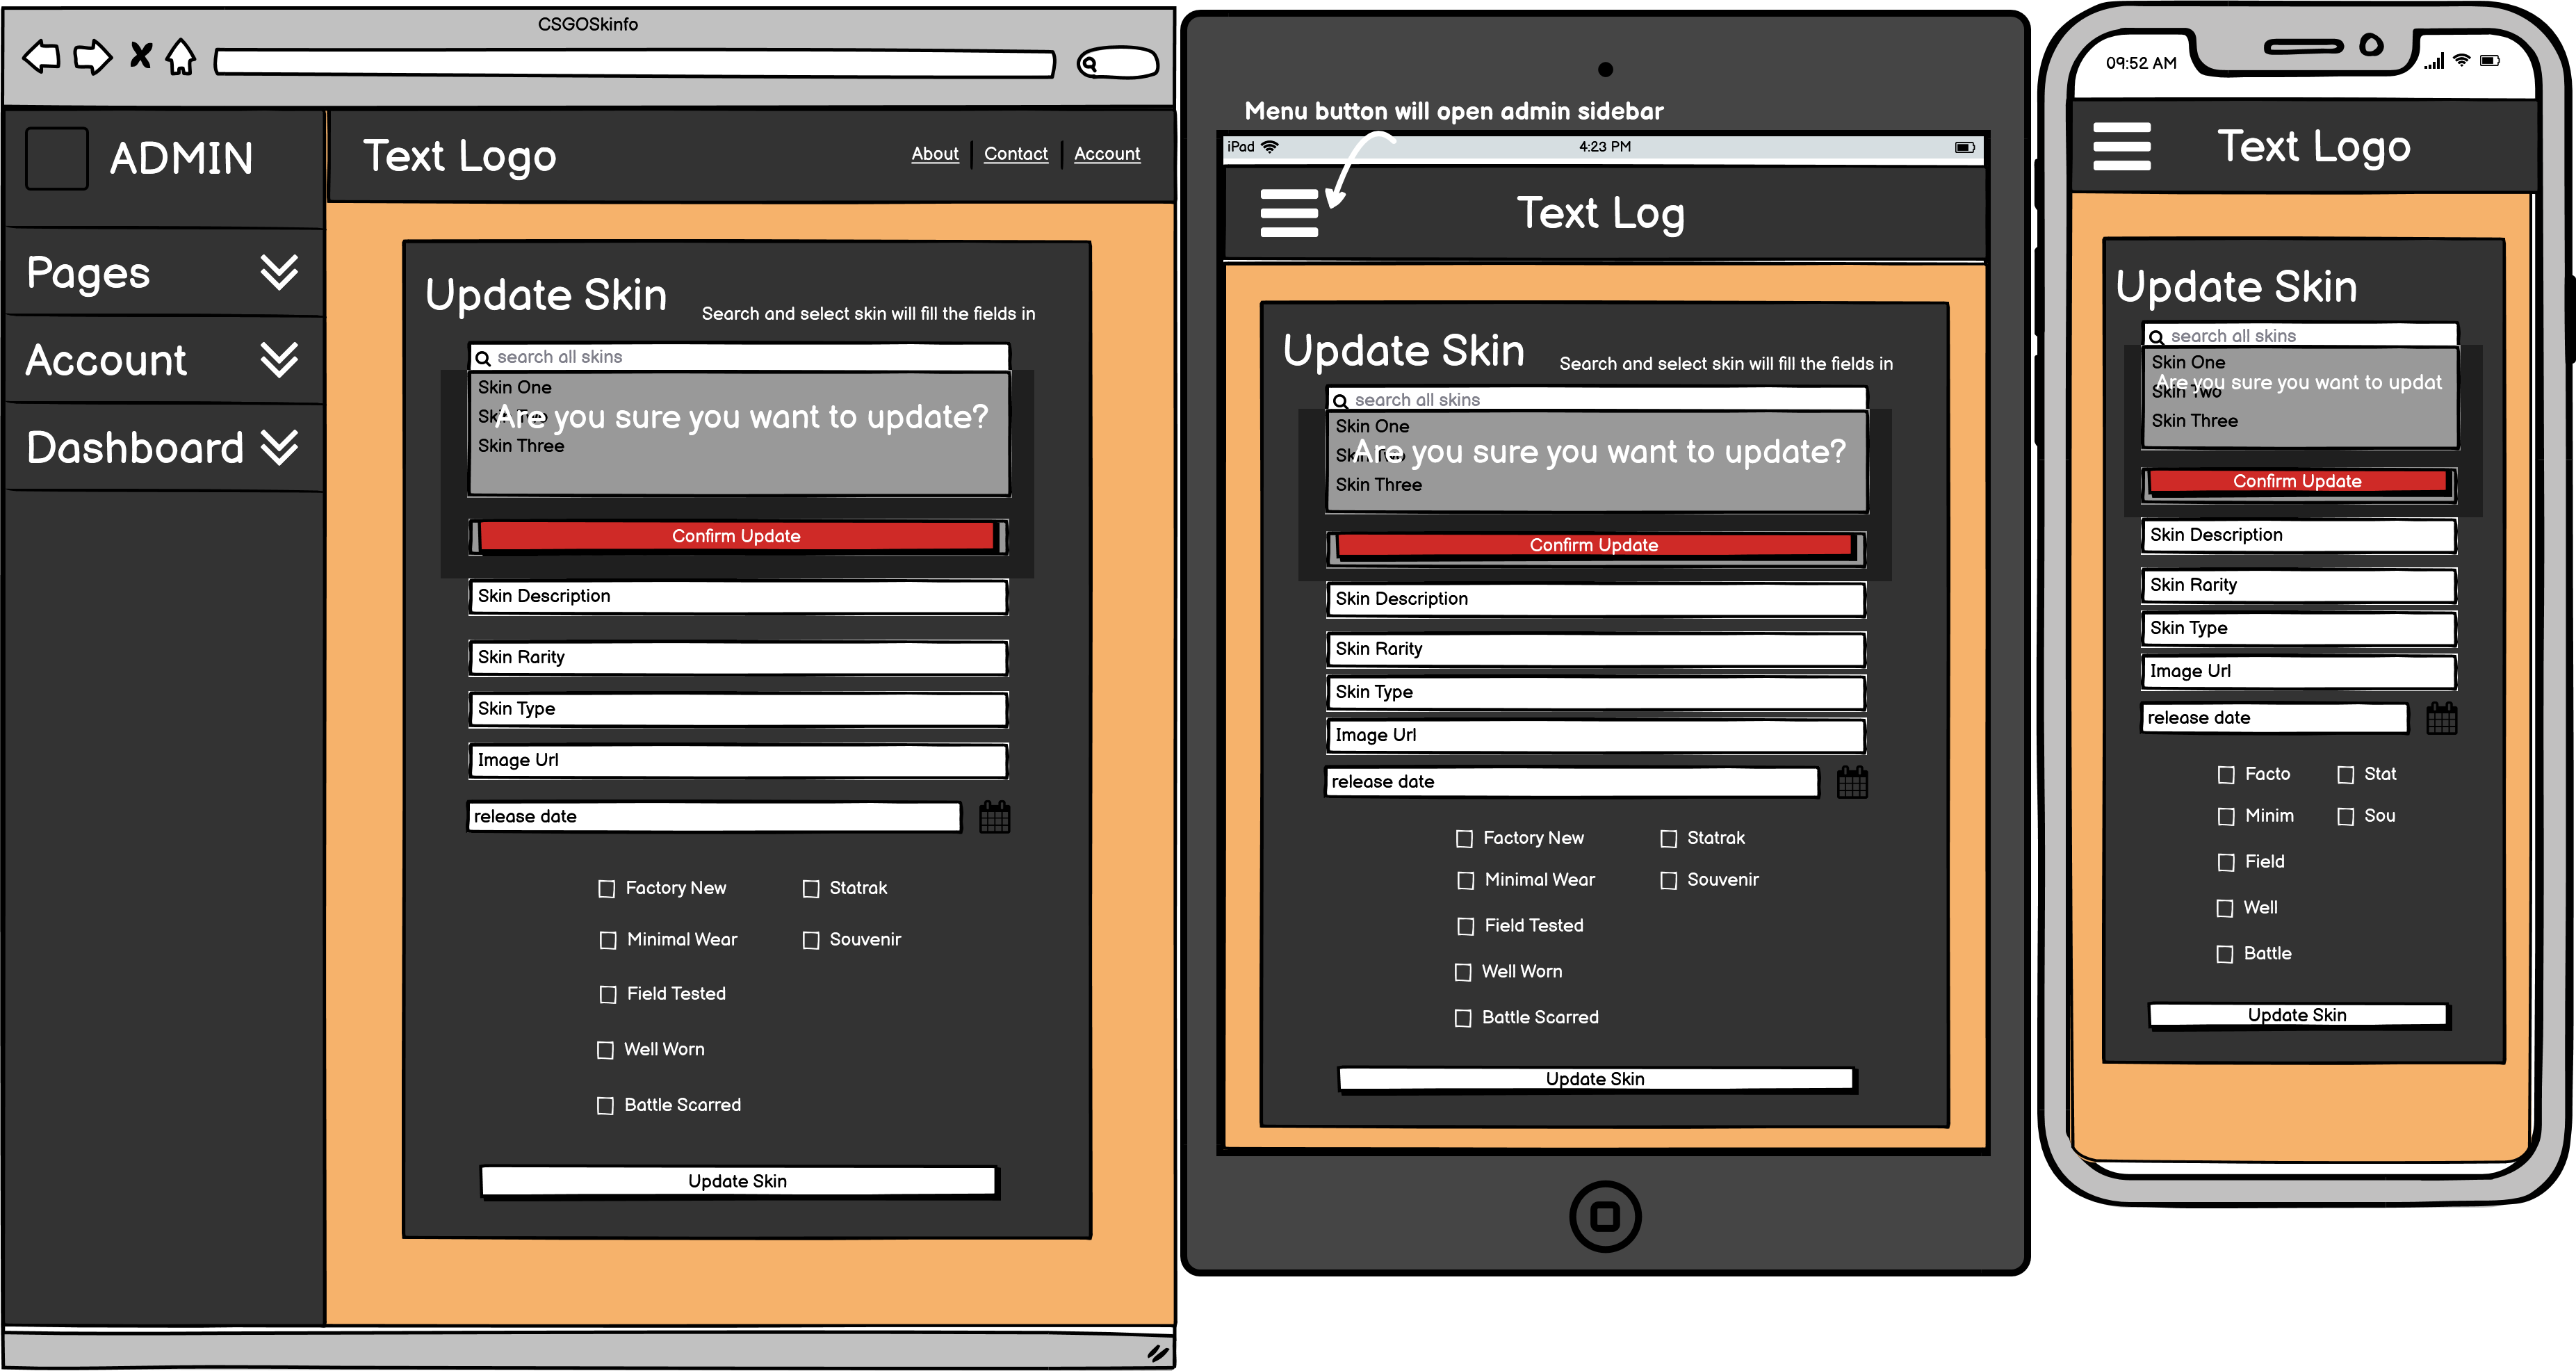 CSGOSkinfo
ADMIN
Pages
Account
Dashboard
Text Logo
About
Contact
Account
Update Skin
Search and select skin will fill the fields in
search all skins
Skin One
Skin Two
Are you sure you want to update?
Skin Three
Confirm Update
Skin Description
Skin Rarity
Skin Type
Image Url
release date
Factory New
Statrak
Minimal Wear
Souvenir
Field Tested
Well Worn
Battle Scarred
Update Skin
Menu button will open admin sidebar
iPad
4:23 PM
Text Log
Update Skin
Search and select skin will fill the fields in
search all skins
Skin One
Skin Two
Are you sure you want to update?
Skin Three
Confirm Update
Skin Description
Skin Rarity
Skin Type
Image Url
release date
Factory New
Statrak
Minimal Wear
Souvenir
Field Tested
Well Worn
Battle Scarred
Update Skin
09:52 AM
Text Logo
Update Skin
search all skins
Skin One
Are you sure you want to updat
Skin Two
Skin Three
Confirm Update
Skin Description
Skin Rarity
Skin Type
Image Url
release date
Facto
Stat
Minim
Sou
Field
Well
Battle
Update Skin